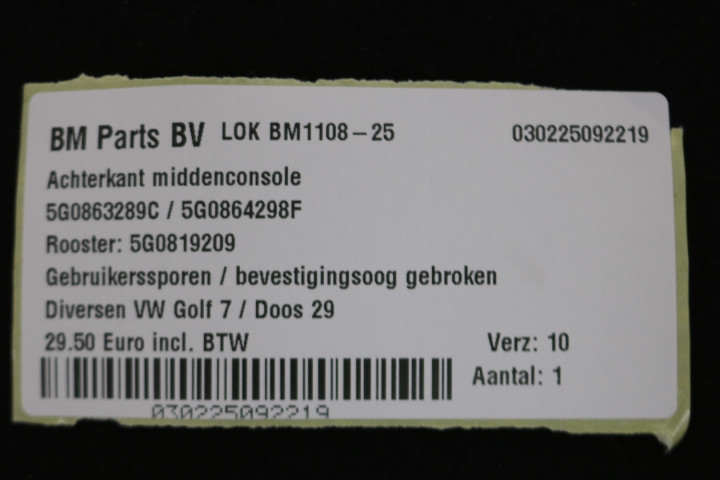 BM Parts BV LOK BM1108-25 030225092219
Achterkant middenconsole
5G0863289C / 5G0864298F
Rooster: 5G0819209
Gebruikerssporen / bevestigingsoog gebroken
Diversen VW Golf 7 / Doos 29
29.50 Euro incl. BTW Verz: 10
Aantal: 1
030225092219